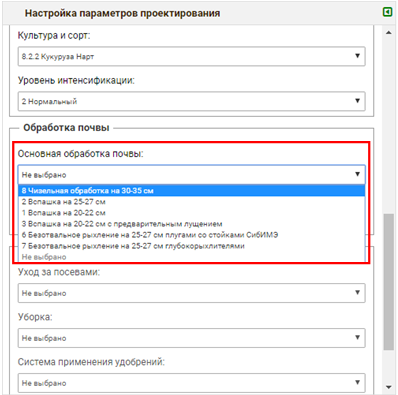 Настройка параметров проектирования
Культура и сорт:
8.2.2 Кукуруза Нарт
Уровень интенсификации:
2 Нормальный
Обработка почвы
Основная обработка почвы:
Не выбрано
8 Чизельная обработка на 30-35 см
2 Вспашка на 25-27 см
1 Вспашка на 20-22 см
3 Вспашка на 20-22 см с предварительным лущением
6 Безотвальное рыхление на 25-27 см плугами со стойками СибИМЭ
7 Безотвальное рыхление на 25-27 см глубокорыхлителями
Не выбрано
Уход за посевами:
Не выбрано
Уборка:
Не выбрано
Система применения удобрений:
Не выбрано